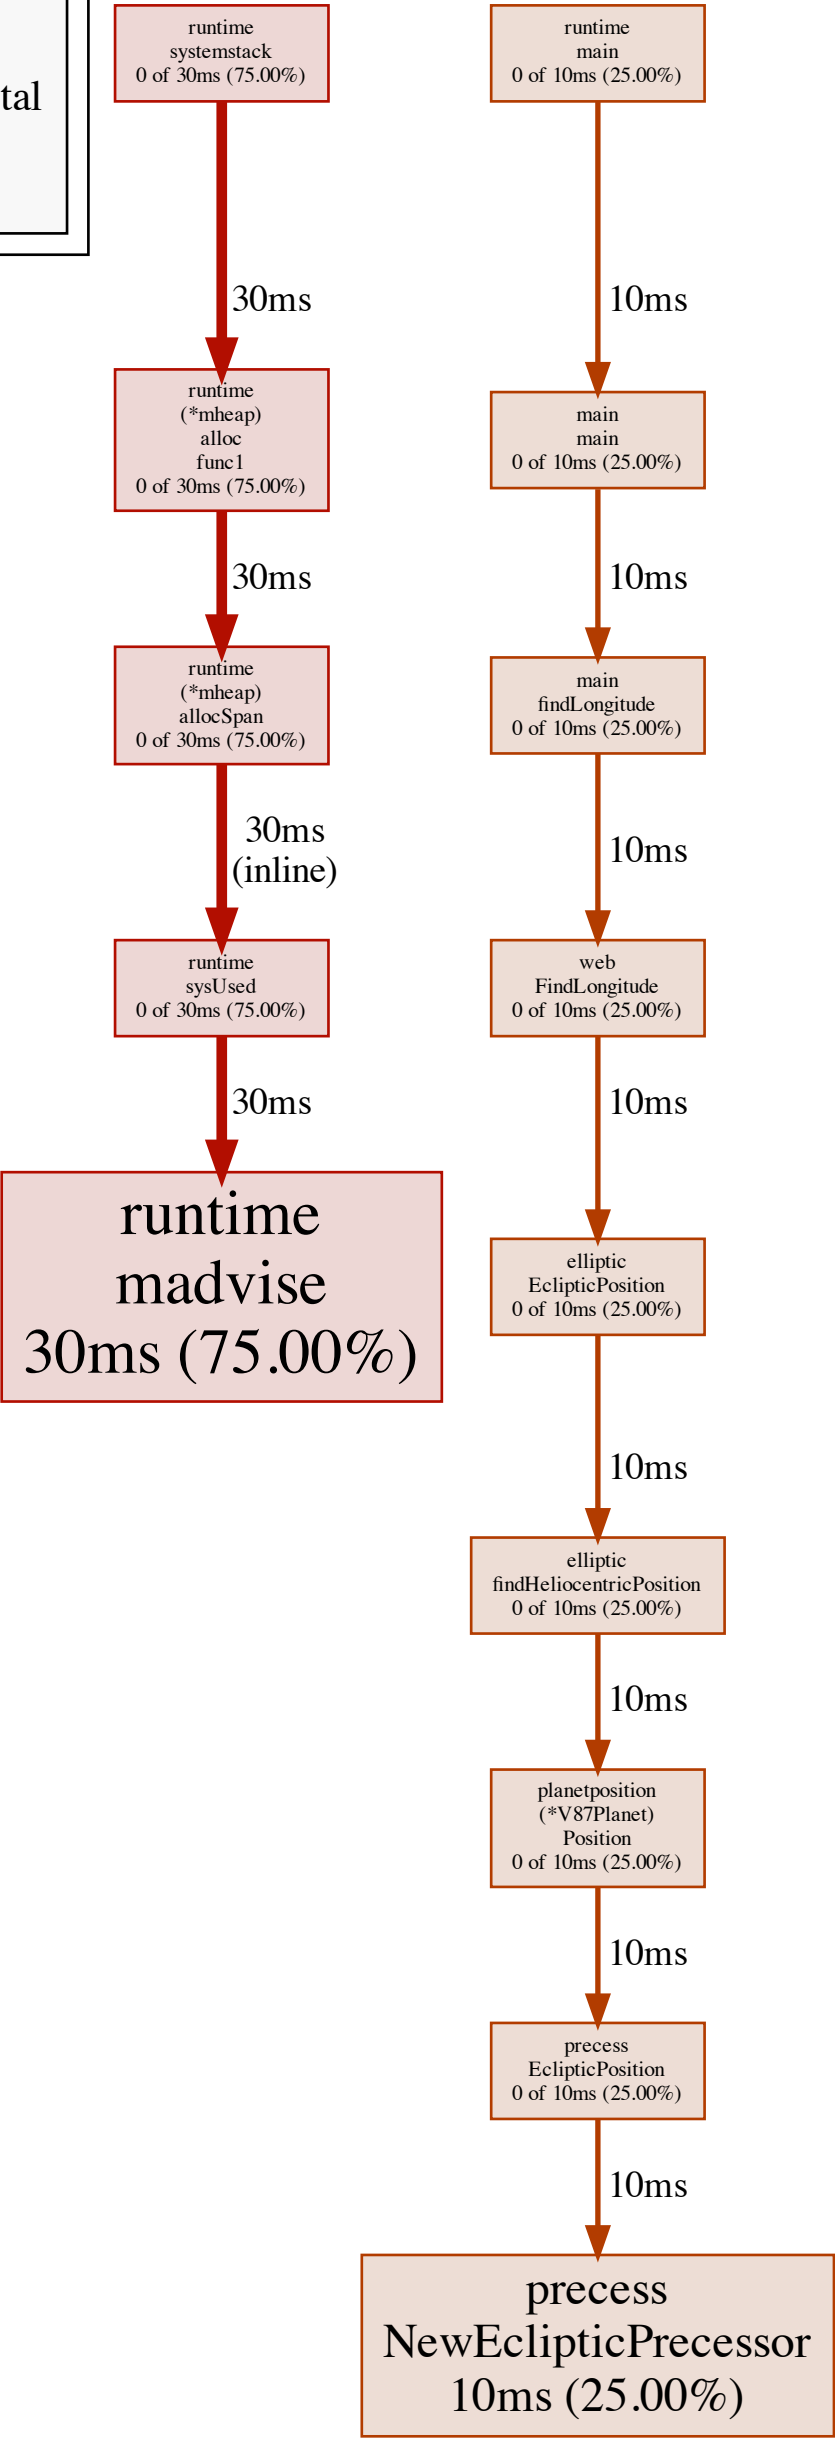 tal
runtime
systemstack
0 of 30ms (75.00%)
30ms
runtime
(*mheap)
alloc
func1
0 of 30ms (75.00%)
30ms
runtime
(*mheap)
allocSpan
0 of 30ms (75.00%)
30ms
(inline)
runtime
sysUsed
0 of 30ms (75.00%)
30ms
runtime
madvise
30ms (75.00%)
runtime
main
0 of 10ms (25.00%)
10ms
main
main
0 of 10ms (25.00%)
10ms
main
findLongitude
0 of 10ms (25.00%)
10ms
web
FindLongitude
0 of 10ms (25.00%)
10ms
elliptic
EclipticPosition
0 of 10ms (25.00%)
10ms
elliptic
findHeliocentricPosition
0 of 10ms (25.00%)
10ms
planetposition
(*V87Planet)
Position
0 of 10ms (25.00%)
10ms
precess
EclipticPosition
0 of 10ms (25.00%)
10ms
precess
NewEclipticPrecessor
10ms (25.00%)